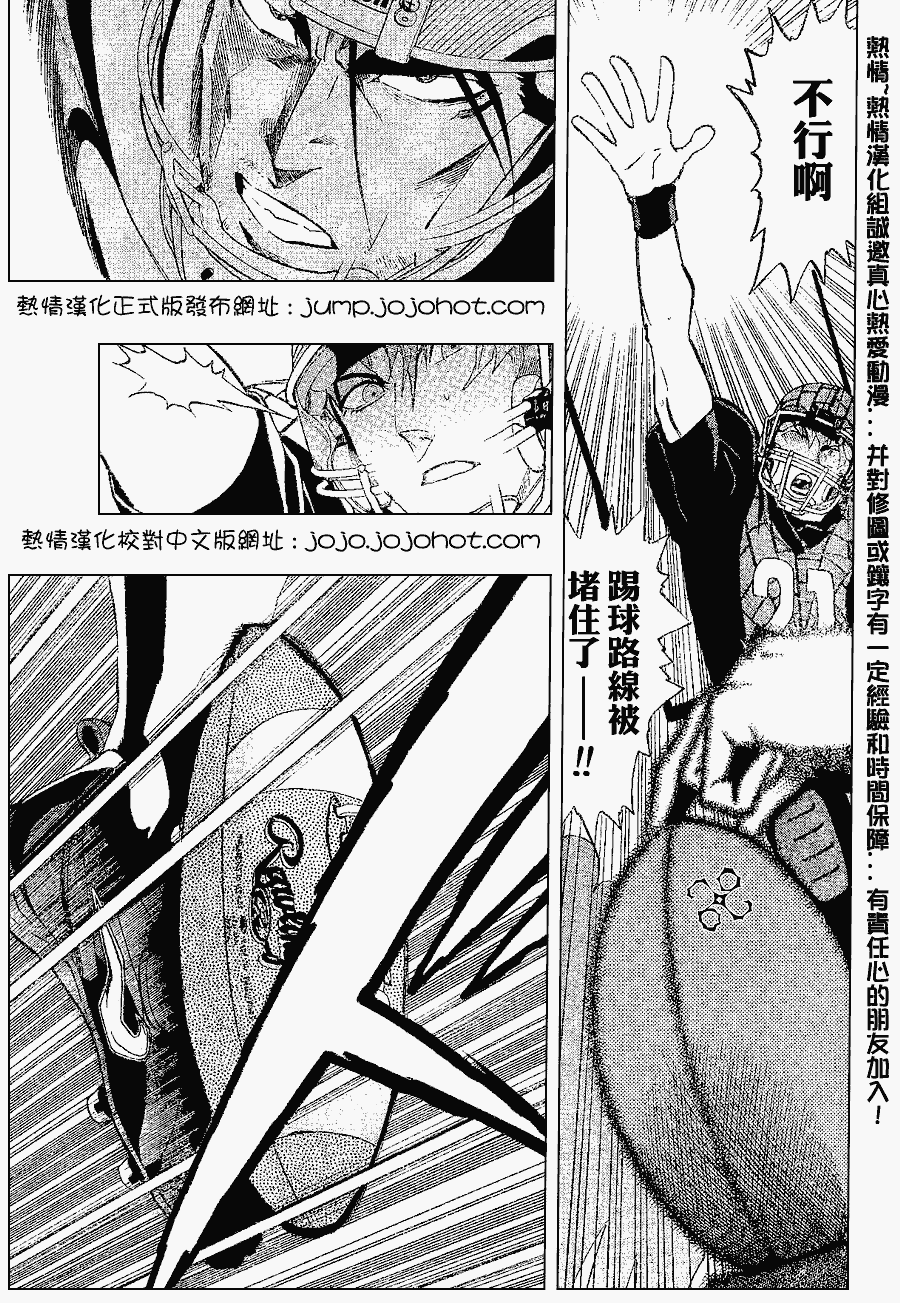 熱情~熱情漢化組誠邀真心熱愛動漫...并對修圖或鑲字有一定經驗和時間保障...有責任心的朋友加入!
不行啊
踢球路線被
堵住了——!!
91
熱情漢化正式版發布網址:jump.jojohot.com
熱情漢化校對中文版網址:jojo.jojohot.com